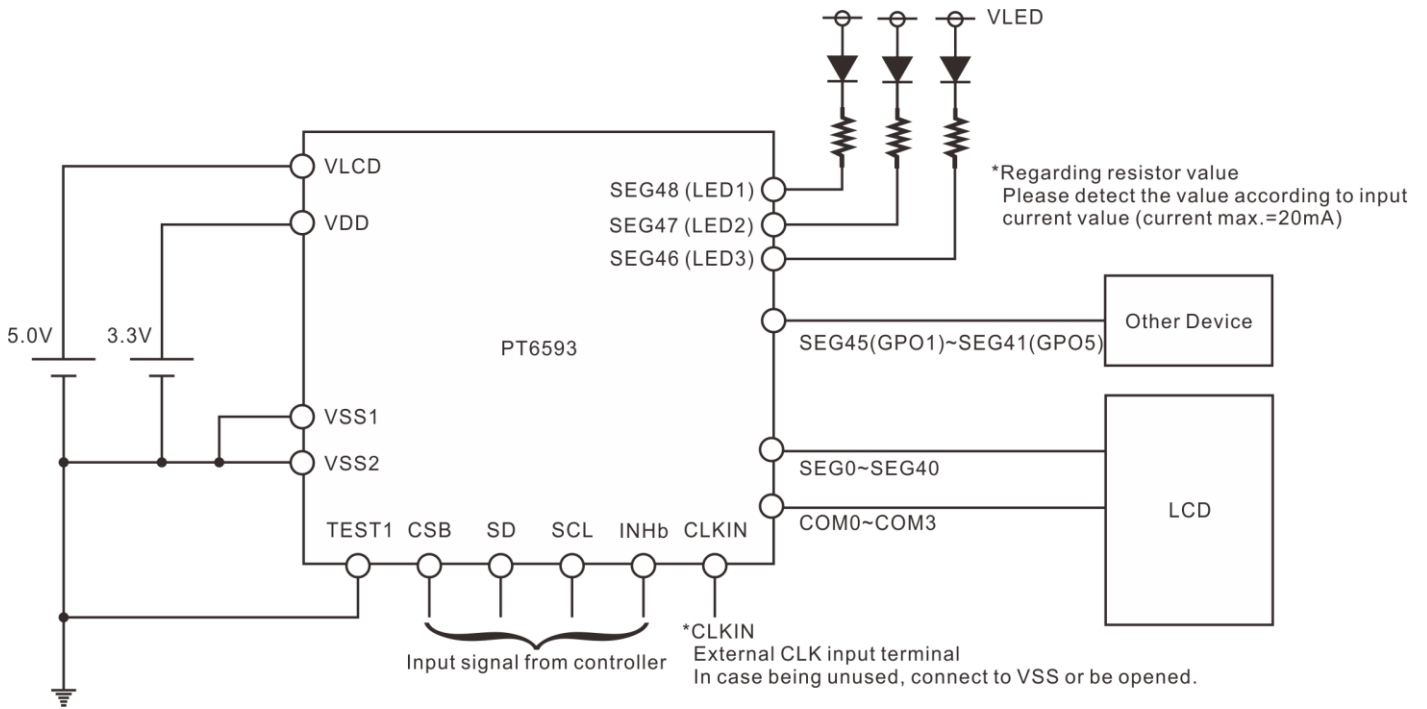 VLED
VLCD
VDD
SEG48 (LED1)
SEG47 (LED2)
SEG46 (LED3)
*Regarding resistor value
Please detect the value according to input
current value (current max.=20mA)
5.0V
3.3V
PT6593
SEG45(GPO1)~SEG41(GPO5)
Other Device
VSS1
VSS2
SEG0~SEG40
COM0~COM3
LCD
TEST1 CSB SD SCL INHb CLKIN
Input signal from controller
*CLKIN
External CLK input terminal
In case being unused, connect to VSS or be opened.